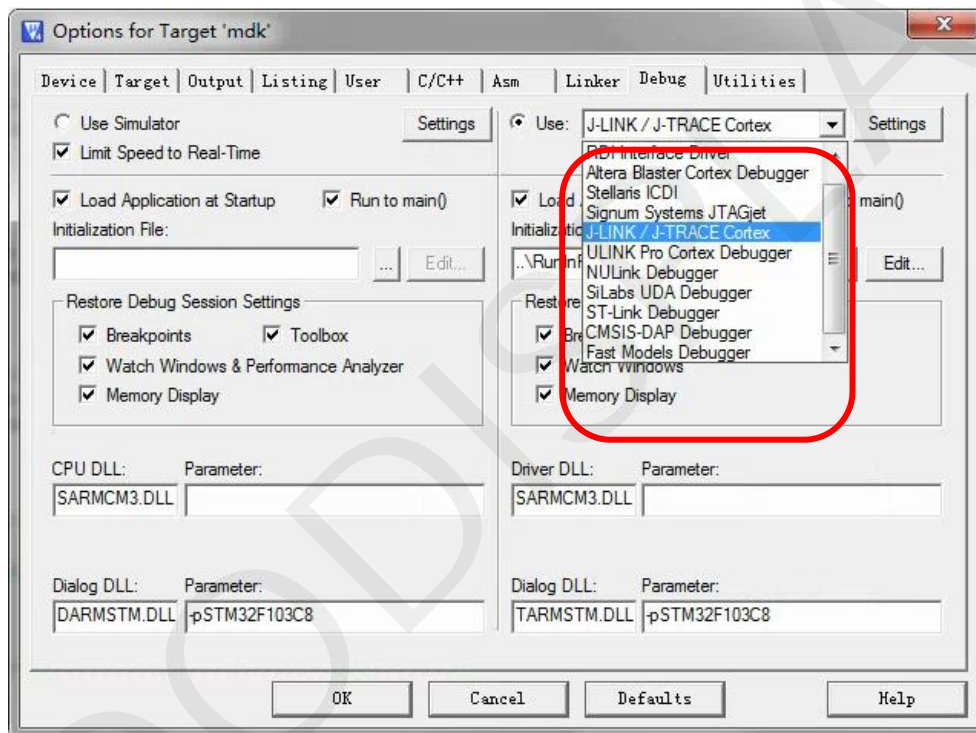 Options for Target 'mdk'
Device Target Output Listing User C/C++ Asm Linker Debug Utilities
Use Simulator Settings Use: J-LINK / J-TRACE Cortex Settings
Limit Speed to Real-Time
RDI Interface Driver
Altera Blaster Cortex Debugger
Stellaris ICDI
Signum Systems JTAGjet
J-LINK / J-TRACE Cortex
ULINK Pro Cortex Debugger
NULink Debugger
SiLabs UDA Debugger
ST-Link Debugger
CMSIS-DAP Debugger
Fast Models Debugger
Load Application at Startup Run to main() Load main()
Initialization File:
... Edit... Edit...
Restore Debug Session Settings
Breakpoints Toolbox
Watch Windows & Performance Analyzer Watch Windows
Memory Display Memory Display
CPU DLL: Parameter: Driver DLL: Parameter:
SARMCM3.DLL SARMCM3.DLL
Dialog DLL: Parameter: Dialog DLL: Parameter:
DARMSTM.DLL -pSTM32F103C8 TARMSTM.DLL -pSTM32F103C8
OK Cancel Defaults Help